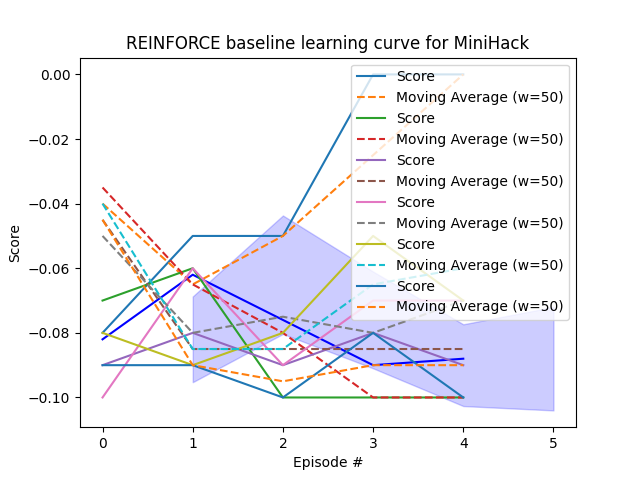 REINFORCE baseline learning curve for MiniHack
Score
0.00
−0.02
−0.04
−0.06
−0.08
−0.10
Score
Moving Average (w=50)
Score
Moving Average (w=50)
Score
Moving Average (w=50)
Score
Moving Average (w=50)
Score
Moving Average (w=50)
Score
Moving Average (w=50)
0 1 2 3 4 5
Episode #